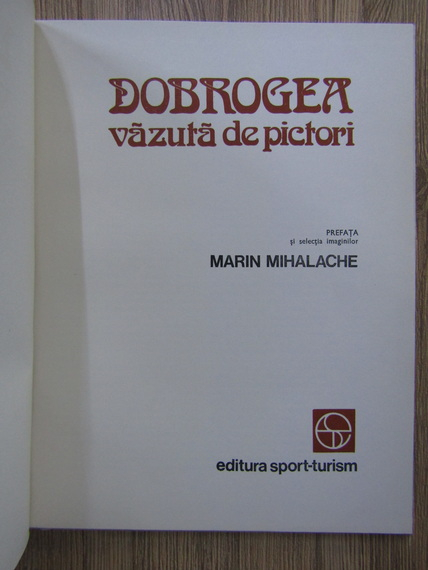 DOBROGEA
văzută de pictori
PREFAȚA
și selecția imaginilor
MARIN MIHALACHE
editura sport-turism